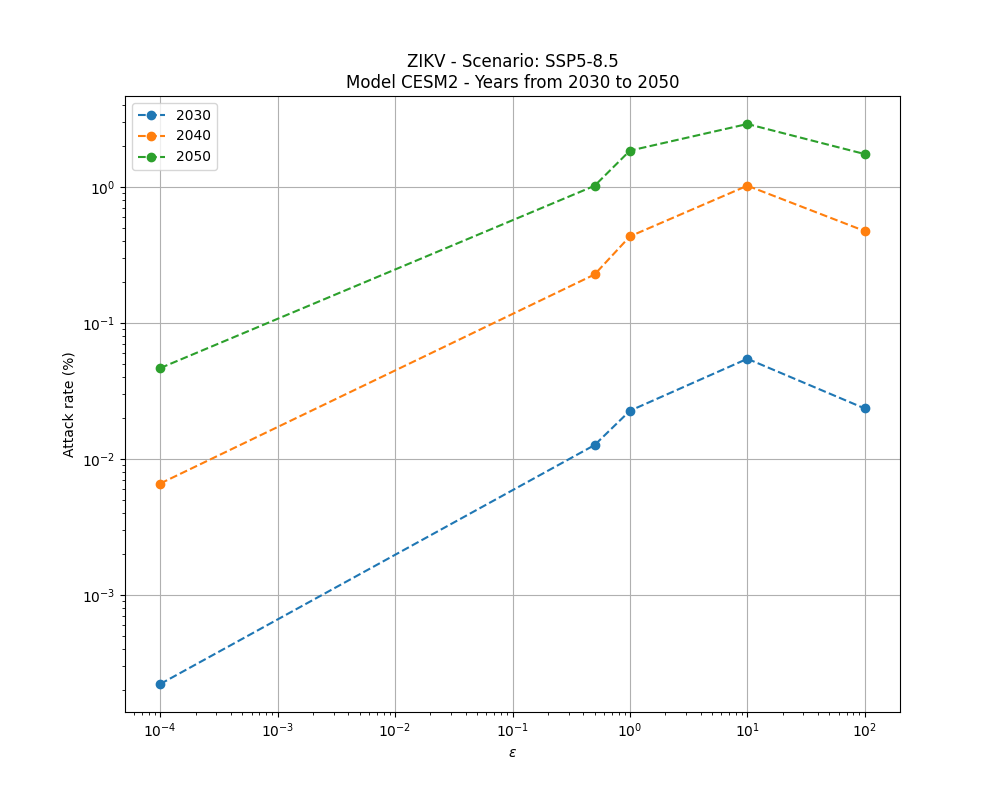 ZIKV - Scenario: SSP5-8.5
Model CESM2 - Years from 2030 to 2050
2030
2040
2050
Attack rate (%)
10⁰
10⁻¹
10⁻²
10⁻³
10⁻⁴ 10⁻³ 10⁻² 10⁻¹ 10⁰ 10¹ 10²
ε